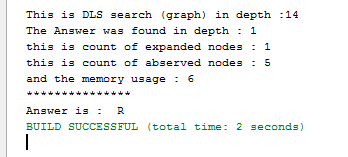 This is DLS search (graph) in depth :14
The Answer was found in depth : 1
this is count of expanded nodes : 1
this is count of abserved nodes : 5
and the memory usage : 6
***************
Answer is :  R
BUILD SUCCESSFUL (total time: 2 seconds)